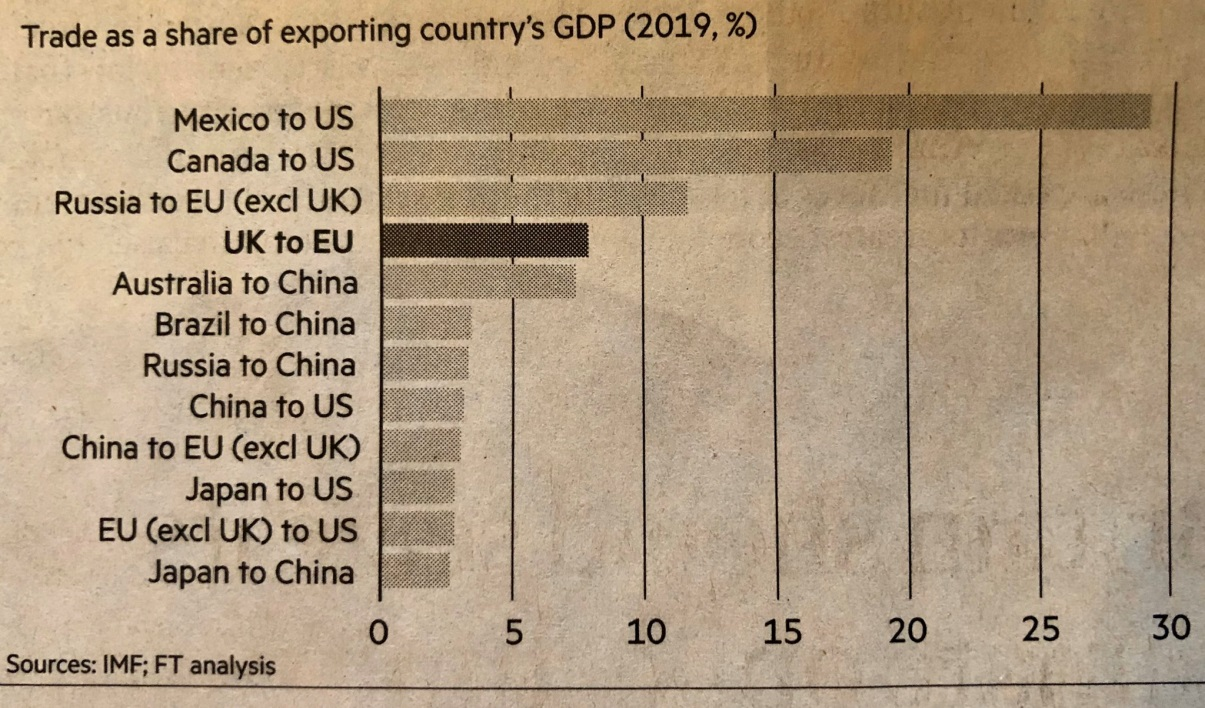 Trade as a share of exporting country's GDP (2019, %)
Mexico to US
Canada to US
Russia to EU (excl UK)
UK to EU
Australia to China
Brazil to China
Russia to China
China to US
China to EU (excl UK)
Japan to US
EU (excl UK) to US
Japan to China
0 5 10 15 20 25 30
Sources: IMF; FT analysis